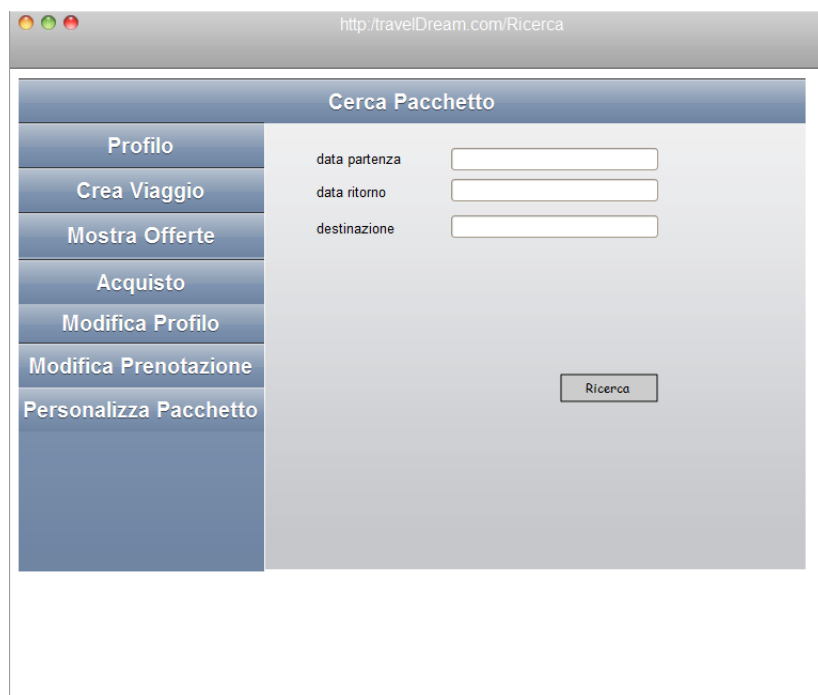 http:/travelDream.com/Ricerca
Cerca Pacchetto
Profilo
Crea Viaggio
Mostra Offerte
Acquisto
Modifica Profilo
Modifica Prenotazione
Personalizza Pacchetto
data partenza
data ritorno
destinazione
Ricerca